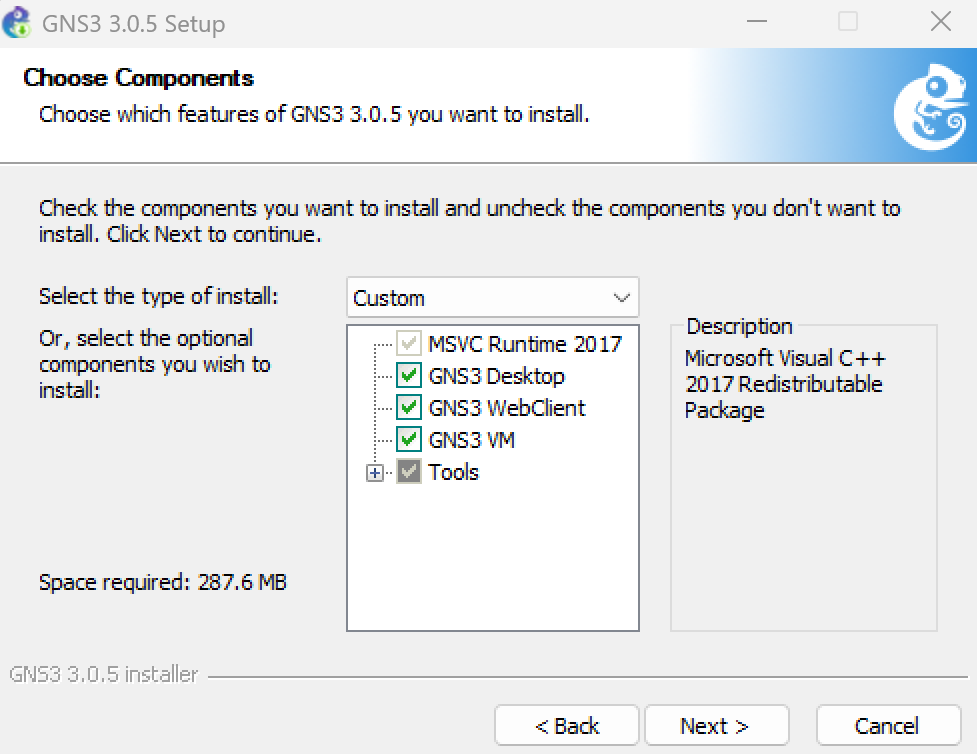 GNS3 3.0.5 Setup
Choose Components
Choose which features of GNS3 3.0.5 you want to install.
Check the components you want to install and uncheck the components you don't want to
install. Click Next to continue.
Select the type of install:
Custom
Or, select the optional
components you wish to
install:
MSVC Runtime 2017
GNS3 Desktop
GNS3 WebClient
GNS3 VM
Tools
Description
Microsoft Visual C++
2017 Redistributable
Package
Space required: 287.6 MB
GNS3 3.0.5 installer
< Back
Next >
Cancel